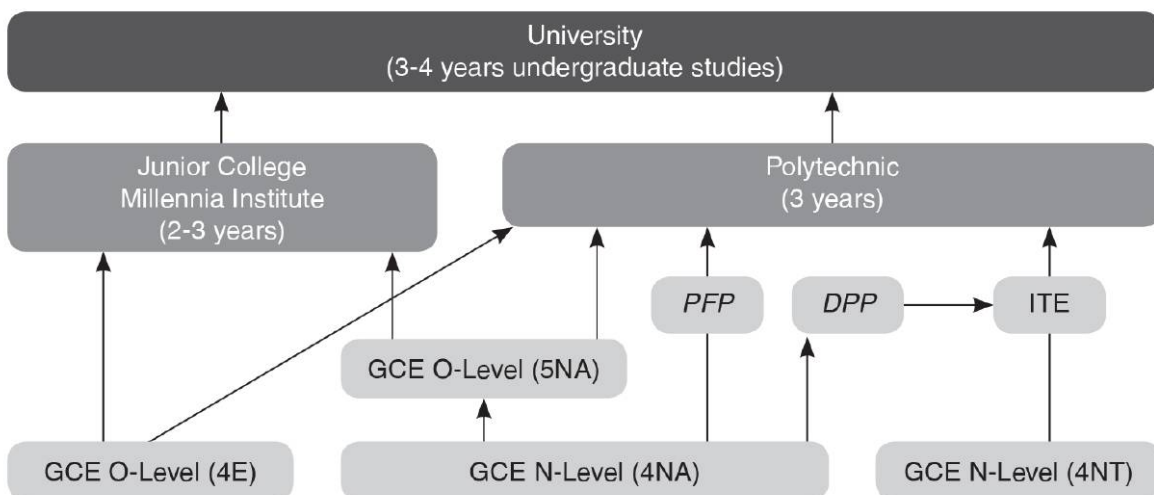 University
(3-4 years undergraduate studies)
Junior College
Millennia Institute
(2-3 years)
Polytechnic
(3 years)
PFP
DPP
ITE
GCE O-Level (5NA)
GCE O-Level (4E)
GCE N-Level (4NA)
GCE N-Level (4NT)